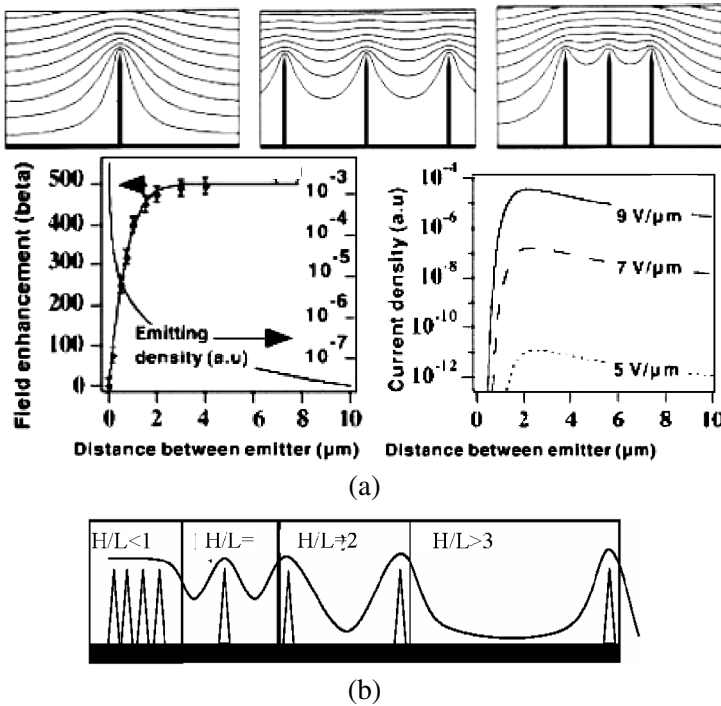 Field enhancement (beta)
500
400
300
200
100
0
10-3
10-4
10-5
10-6
10-7
Emitting
density (a.u)
0
2
4
6
8
10
Distance between emitter (µm)
Current density (a.u)
10-4
10-6
10-8
10-10
10-12
9 V/µm
7 V/µm
5 V/µm
0
2
4
6
8
10
Distance between emitter (µm)
(a)
H/L<1
H/L=
H/L=2
H/L>3
(b)